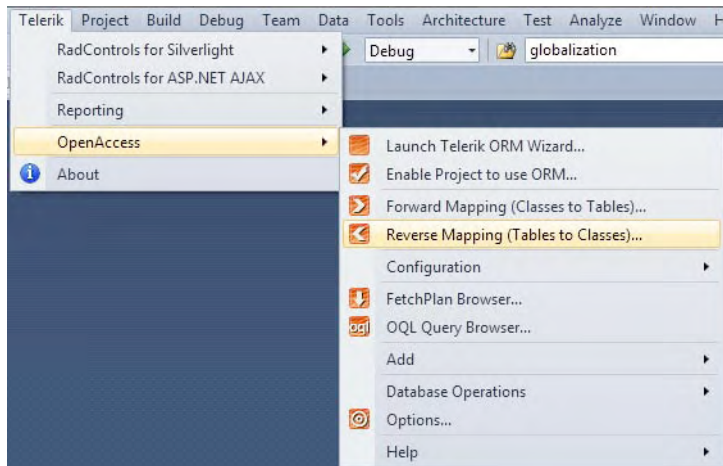 Telerik Project Build Debug Team Data Tools Architecture Test Analyze Window H
RadControls for Silverlight
Debug
globalization
RadControls for ASP.NET AJAX
Reporting
OpenAccess
About
Launch Telerik ORM Wizard...
Enable Project to use ORM...
Forward Mapping (Classes to Tables)...
Reverse Mapping (Tables to Classes)...
Configuration
FetchPlan Browser...
oql OQL Query Browser...
Add
Database Operations
Options...
Help